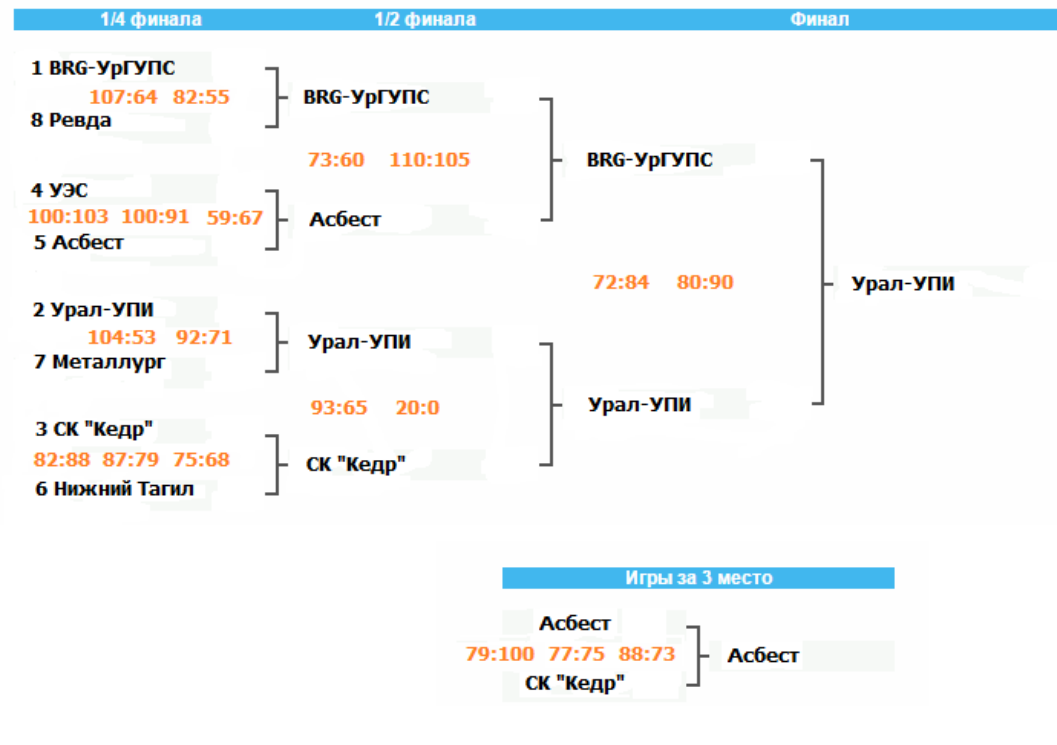 1/4 финала 1/2 финала Финал
1 BRG-УрГУПС
107:64 82:55
8 Ревда
BRG-УрГУПС
73:60 110:105
4 УЭС
100:103 100:91 59:67
5 Асбест
Асбест
BRG-УрГУПС
72:84 80:90
Урал-УПИ
2 Урал-УПИ
104:53 92:71
7 Металлург
Урал-УПИ
93:65 20:0
Урал-УПИ
3 СК "Кедр"
82:88 87:79 75:68
6 Нижний Тагил
СК "Кедр"
Игры за 3 место
Асбест
79:100 77:75 88:73
СК "Кедр"
Асбест